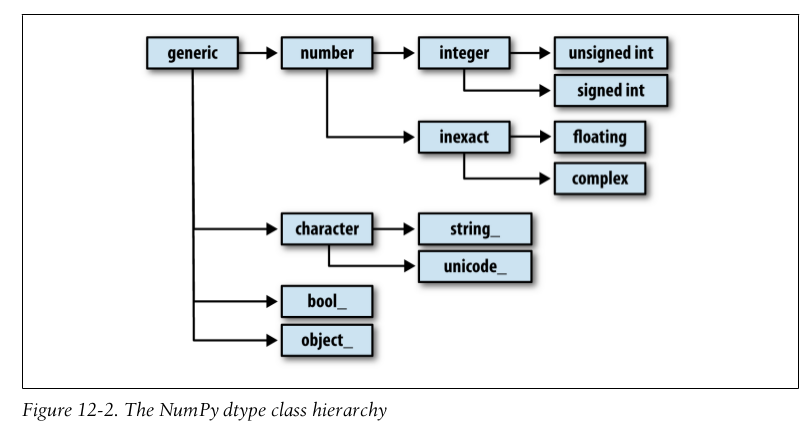 generic
number
integer
unsigned int
signed int
inexact
floating
complex
character
string_
unicode_
bool_
object_
Figure 12-2. The NumPy dtype class hierarchy